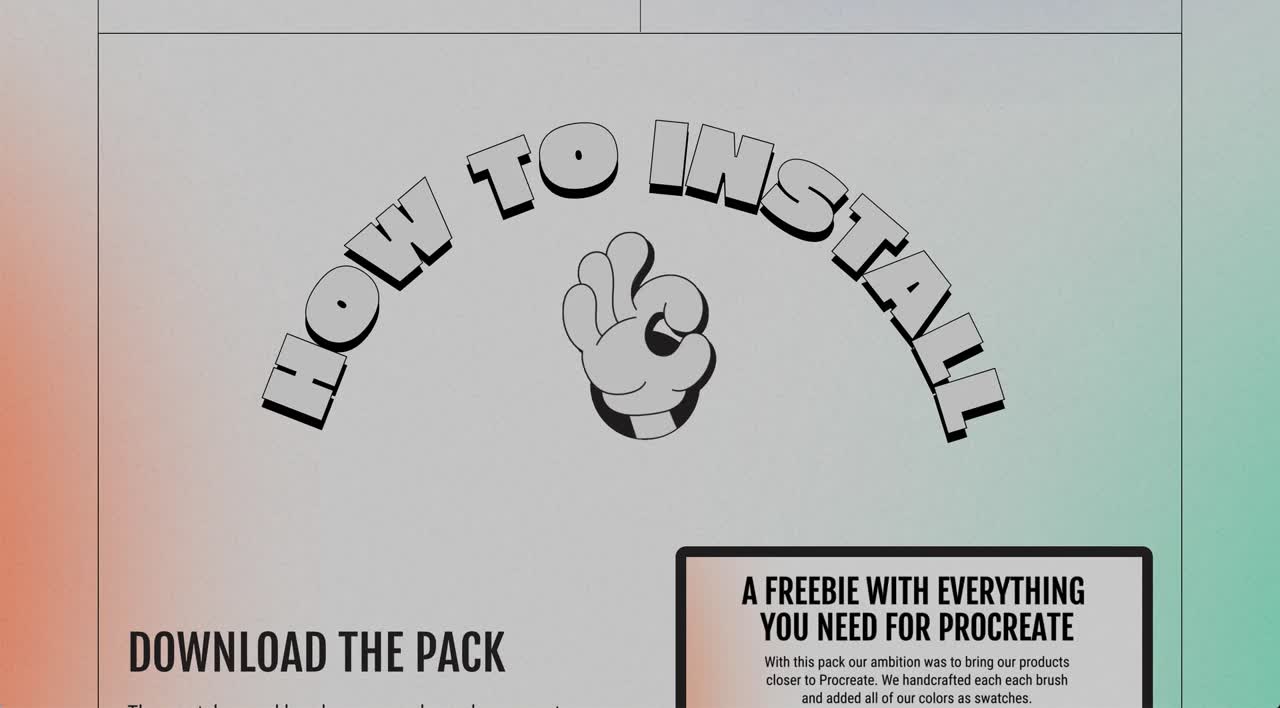 HOW TO INSTALL
DOWNLOAD THE PACK
A FREEBIE WITH EVERYTHING
YOU NEED FOR PROCREATE
With this pack our ambition was to bring our products
closer to Procreate. We handcrafted each each brush
and added all of our colors as swatches.